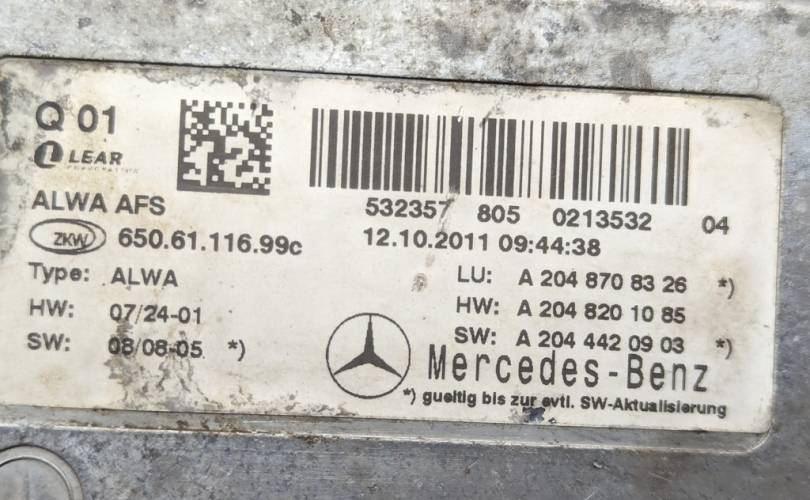 Q 01
LEAR
CORPORATION
ALWA AFS
532357 805 0213532 04
ZKW 650.61.116.99c
12.10.2011 09:44:38
Type: ALWA
LU: A 204 870 83 26 *)
HW: 07/24-01
HW: A 204 820 10 85
SW: 08/08-05 *)
SW: A 204 442 09 03 *)
Mercedes-Benz
*) gueltig bis zur evtl. SW-Aktualisierung